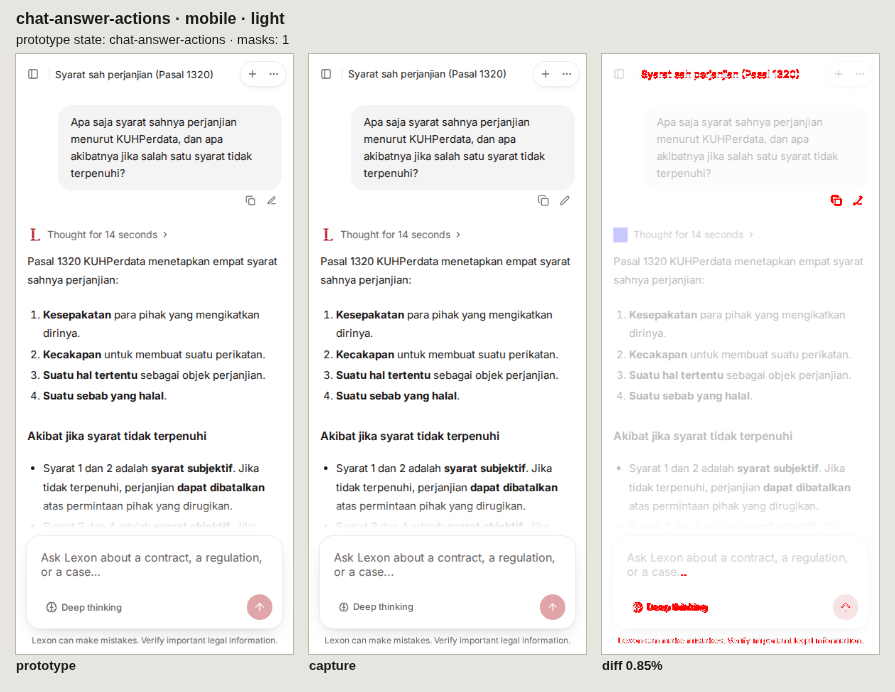 chat-answer-actions · mobile · light
prototype state: chat-answer-actions · masks: 1
Syarat sah perjanjian (Pasal 1320)
Apa saja syarat sahnya perjanjian
menurut KUHPerdata, dan apa
akibatnya jika salah satu syarat tidak
terpenuhi?
L Thought for 14 seconds
Pasal 1320 KUHPerdata menetapkan empat syarat
sahnya perjanjian:
1. Kesepakatan para pihak yang mengikatkan
dirinya.
2. Kecakapan untuk membuat suatu perikatan.
3. Suatu hal tertentu sebagai objek perjanjian.
4. Suatu sebab yang halal.
Akibat jika syarat tidak terpenuhi
• Syarat 1 dan 2 adalah syarat subjektif. Jika
tidak terpenuhi, perjanjian dapat dibatalkan
atas permintaan pihak yang dirugikan.
Ask Lexon about a contract, a regulation,
or a case...
Deep thinking
Lexon can make mistakes. Verify important legal information.
prototype
Syarat sah perjanjian (Pasal 1320)
Apa saja syarat sahnya perjanjian
menurut KUHPerdata, dan apa
akibatnya jika salah satu syarat tidak
terpenuhi?
L Thought for 14 seconds
Pasal 1320 KUHPerdata menetapkan empat syarat
sahnya perjanjian:
1. Kesepakatan para pihak yang mengikatkan
dirinya.
2. Kecakapan untuk membuat suatu perikatan.
3. Suatu hal tertentu sebagai objek perjanjian.
4. Suatu sebab yang halal.
Akibat jika syarat tidak terpenuhi
• Syarat 1 dan 2 adalah syarat subjektif. Jika
tidak terpenuhi, perjanjian dapat dibatalkan
atas permintaan pihak yang dirugikan.
Ask Lexon about a contract, a regulation,
or a case...
Deep thinking
Lexon can make mistakes. Verify important legal information.
capture
Syarat sah perjanjian (Pasal 1320)
Apa saja syarat sahnya perjanjian
menurut KUHPerdata, dan apa
akibatnya jika salah satu syarat tidak
terpenuhi?
Thought for 14 seconds
Pasal 1320 KUHPerdata menetapkan empat syarat
sahnya perjanjian:
1. Kesepakatan para pihak yang mengikatkan
dirinya.
2. Kecakapan untuk membuat suatu perikatan.
3. Suatu hal tertentu sebagai objek perjanjian.
4. Suatu sebab yang halal.
Akibat jika syarat tidak terpenuhi
• Syarat 1 dan 2 adalah syarat subjektif. Jika
tidak terpenuhi, perjanjian dapat dibatalkan
atas permintaan pihak yang dirugikan.
Ask Lexon about a contract, a regulation,
or a case...
Deep thinking
Lexon can make mistakes. Verify important legal information.
diff 0.85%